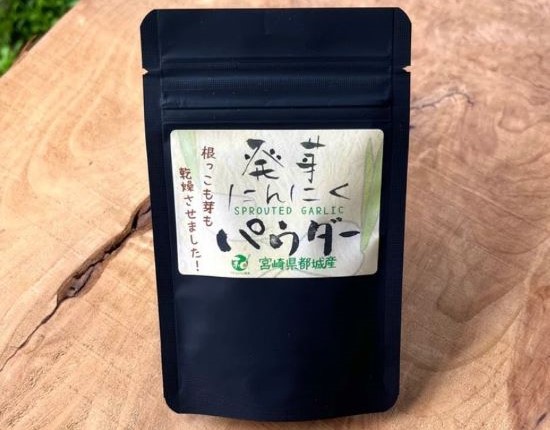 根っこも芽も
乾燥させました!
発芽
にんにく
SPROUTED GARLIC
パウダー
宮崎県都城産